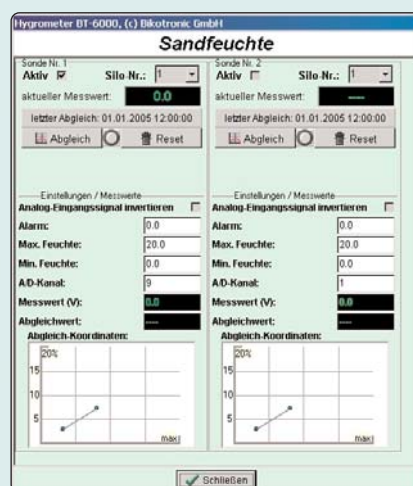 Hygrometer BT-6000, (c) Bikotronic GmbH
Sandfeuchte
Sonde Nr. 1
Aktiv
Silo-Nr.: 1
aktueller Messwert: 0.0
letzter Abgleich: 01.01.2005 12:00:00
Abgleich
Reset
Einstellungen / Messwerte
Analog-Eingangssignal invertieren
Alarm: 0.0
Max. Feuchte: 20.0
Min. Feuchte: 0.0
A/D-Kanal: 9
Messwert (V): 0.0
Abgleichwert: ----
Abgleich-Koordinaten:
20%
15
10
5
max
Sonde Nr. 2
Aktiv
Silo-Nr.: 1
aktueller Messwert: ----
letzter Abgleich: 01.01.2005 12:00:00
Abgleich
Reset
Einstellungen / Messwerte
Analog-Eingangssignal invertieren
Alarm: 0.0
Max. Feuchte: 20.0
Min. Feuchte: 0.0
A/D-Kanal: 1
Messwert (V): 0.0
Abgleichwert: ----
Abgleich-Koordinaten:
20%
15
10
5
max
Schließen